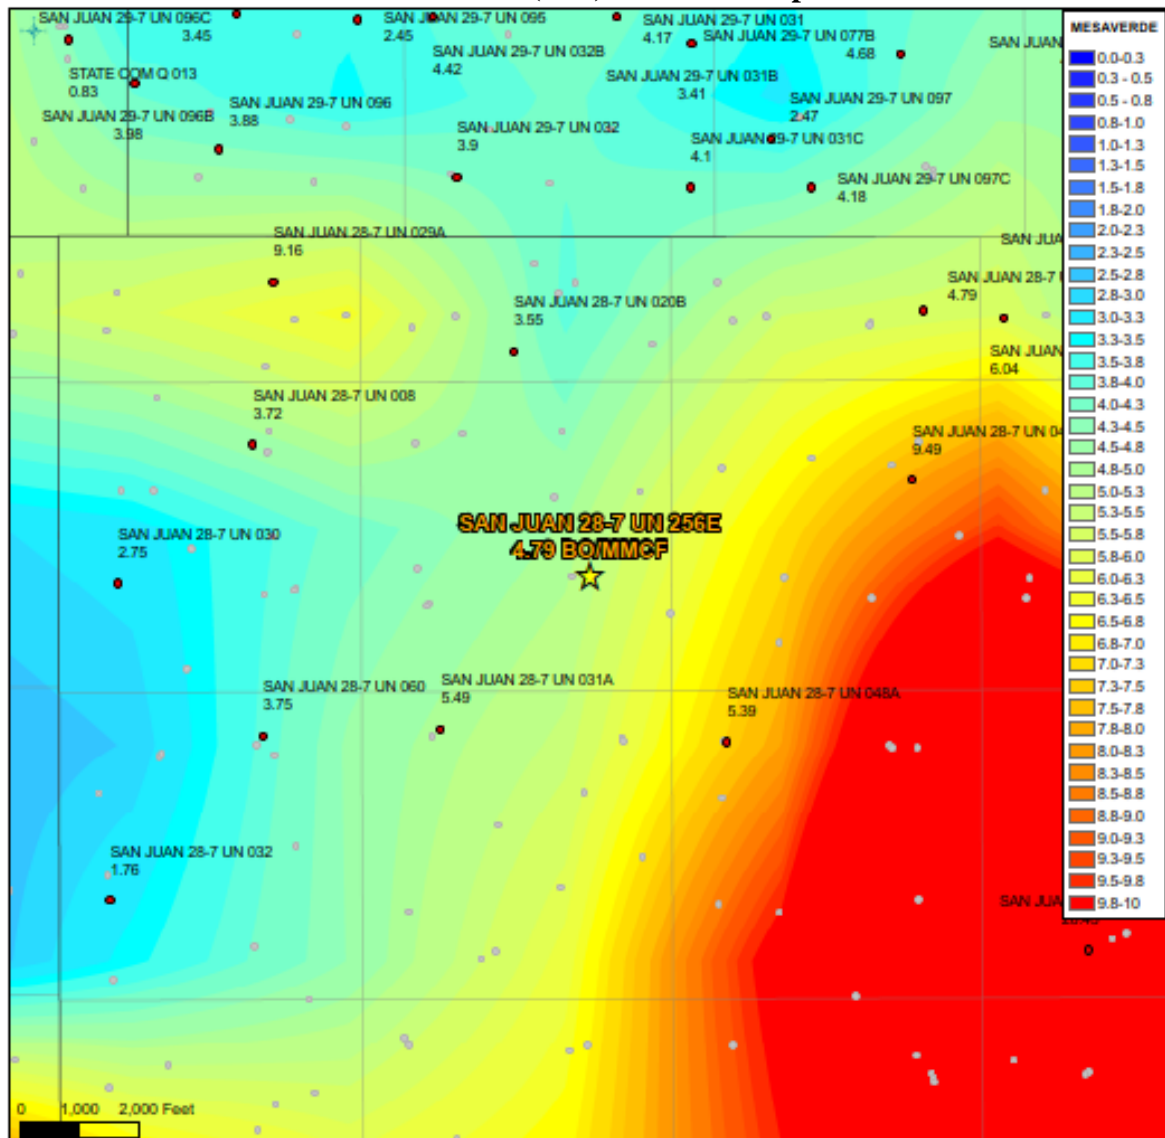 SAN JUAN 29-7 UN 096C
3.45
SAN JUAN 29-7 UN 095
2.45
SAN JUAN 29-7 UN 031
4.17
SAN JUAN 29-7 UN 077B
4.68
SAN JUAN
SAN JUAN 29-7 UN 032B
4.42
STATE COM Q 013
0.83
SAN JUAN 29-7 UN 031B
3.41
SAN JUAN 29-7 UN 096
3.88
SAN JUAN 29-7 UN 097
2.47
SAN JUAN 29-7 UN 096B
3.98
SAN JUAN 29-7 UN 032
3.9
SAN JUAN 29-7 UN 031C
4.1
SAN JUAN 29-7 UN 097C
4.18
SAN JUAN 28-7 UN 029A
9.16
SAN JUA
SAN JUAN 28-7 U
4.79
SAN JUAN 28-7 UN 020B
3.55
SAN JUAN
6.04
SAN JUAN 28-7 UN 008
3.72
SAN JUAN 28-7 UN 04
9.49
SAN JUAN 28-7 UN 256E
4.79 BO/MMCF
SAN JUAN 28-7 UN 030
2.75
SAN JUAN 28-7 UN 060
3.75
SAN JUAN 28-7 UN 031A
5.49
SAN JUAN 28-7 UN 048A
5.39
SAN JUAN 28-7 UN 032
1.76
SAN JUA
0 1,000 2,000 Feet
MESAVERDE
0.0-0.3
0.3 - 0.5
0.5 - 0.8
0.8-1.0
1.0-1.3
1.3-1.5
1.5-1.8
1.8-2.0
2.0-2.3
2.3-2.5
2.5-2.8
2.8-3.0
3.0-3.3
3.3-3.5
3.5-3.8
3.8-4.0
4.0-4.3
4.3-4.5
4.5-4.8
4.8-5.0
5.0-5.3
5.3-5.5
5.5-5.8
5.8-6.0
6.0-6.3
6.3-6.5
6.5-6.8
6.8-7.0
7.0-7.3
7.3-7.5
7.5-7.8
7.8-8.0
8.0-8.3
8.3-8.5
8.5-8.8
8.8-9.0
9.0-9.3
9.3-9.5
9.5-9.8
9.8-10